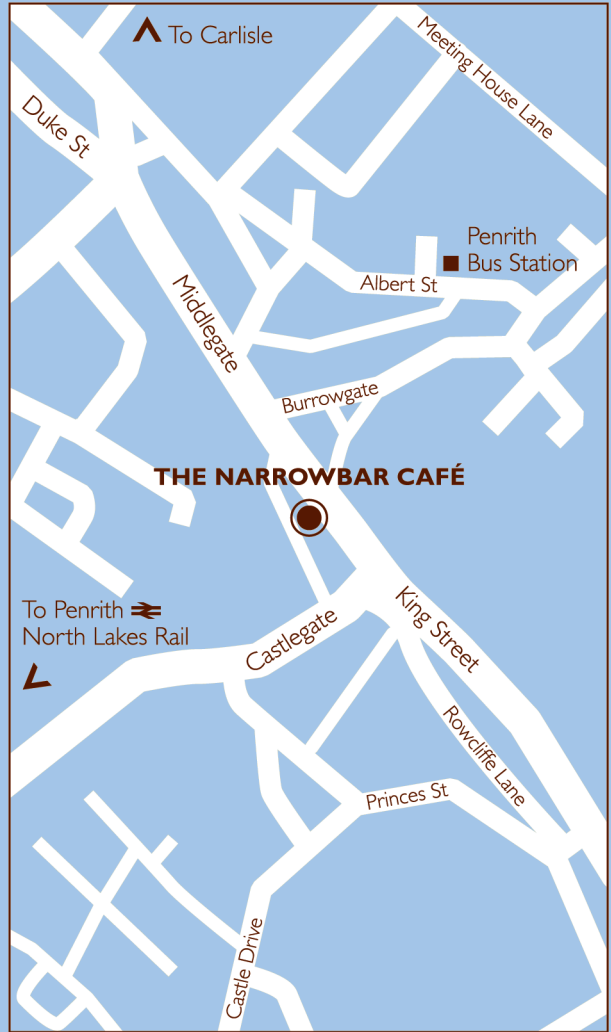 To Carlisle
Meeting House Lane
Duke St
Penrith
Bus Station
Albert St
Middlegate
Burrowgate
THE NARROWBAR CAFÉ
King Street
To Penrith
North Lakes Rail
Castlegate
Rowcliffe Lane
Princes St
Castle Drive